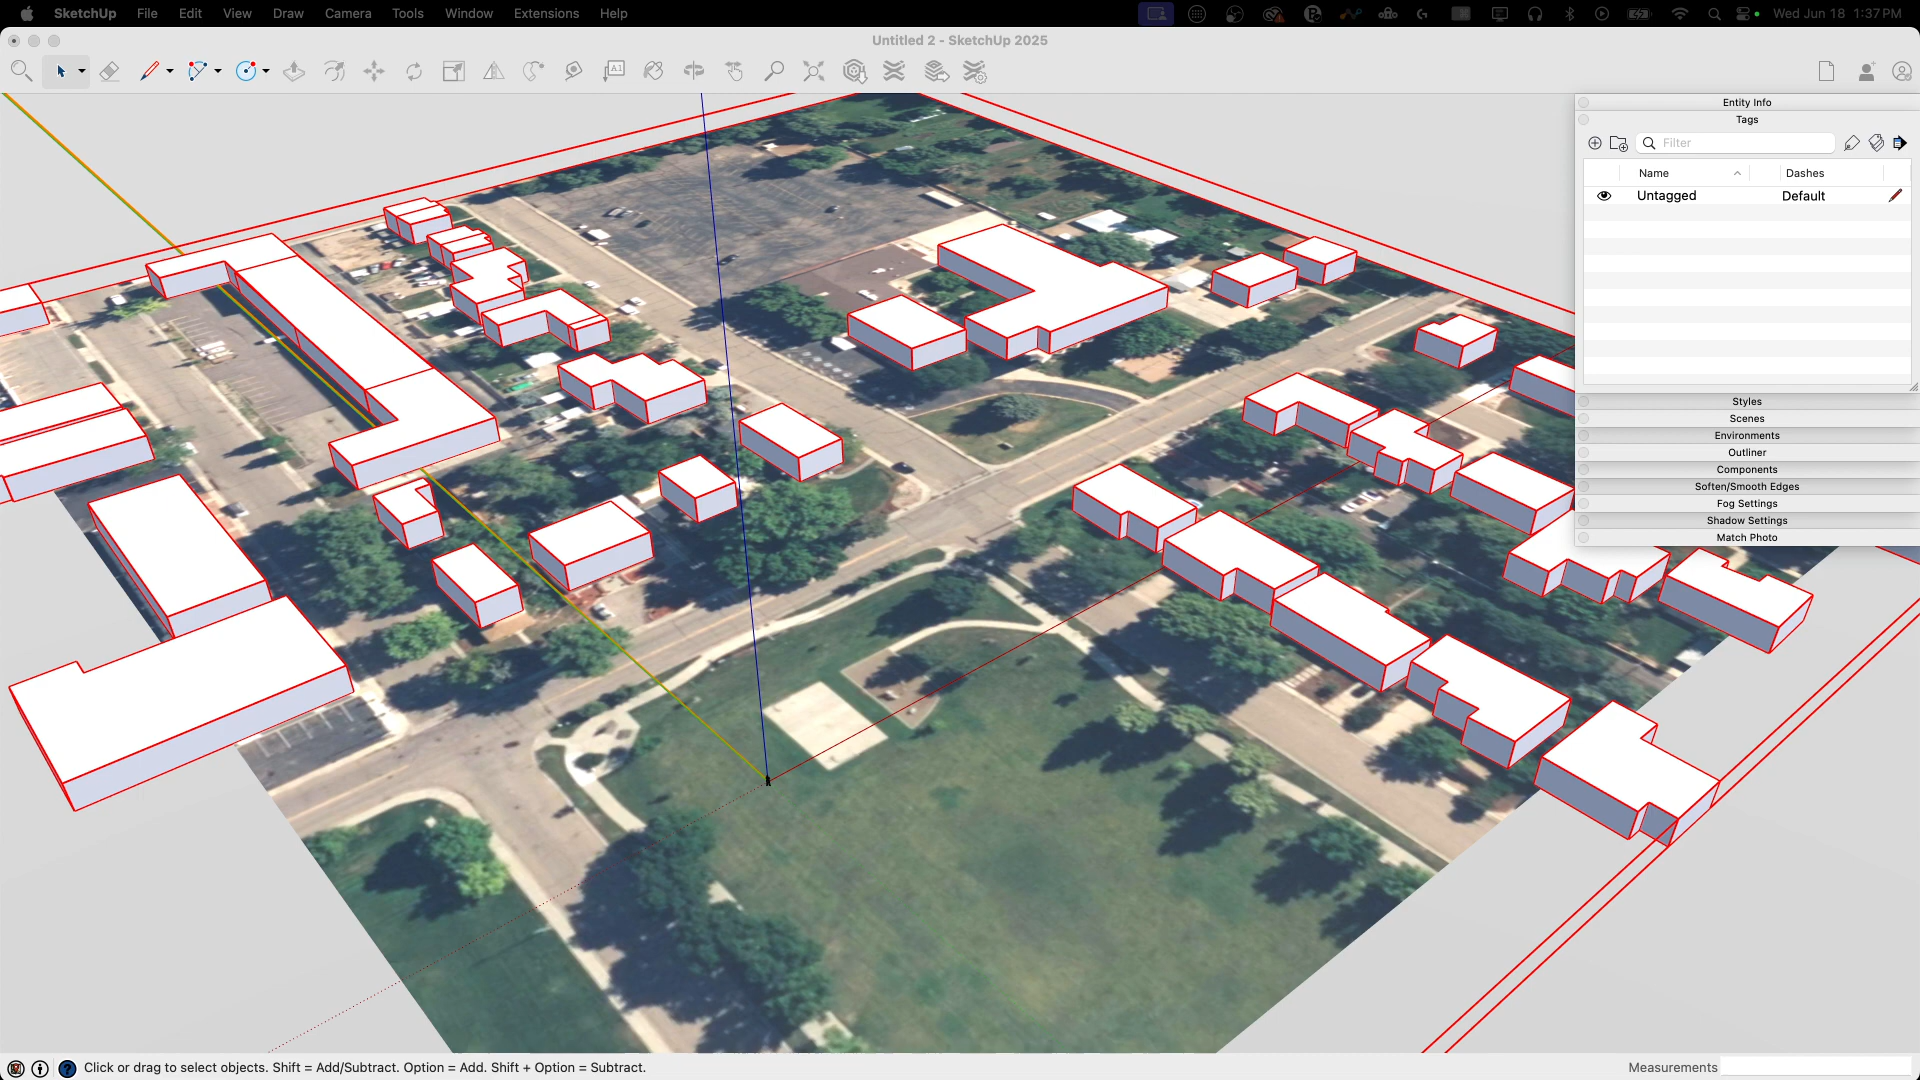 SketchUp File Edit View Draw Camera Tools Window Extensions Help Wed Jun 18 1:37 PM
Untitled 2 - SketchUp 2025
A1
Entity Info
Tags
Filter
Name Dashes
Untagged Default
Styles
Scenes
Environments
Outliner
Components
Soften/Smooth Edges
Fog Settings
Shadow Settings
Match Photo
Click or drag to select objects. Shift = Add/Subtract. Option = Add. Shift + Option = Subtract. Measurements